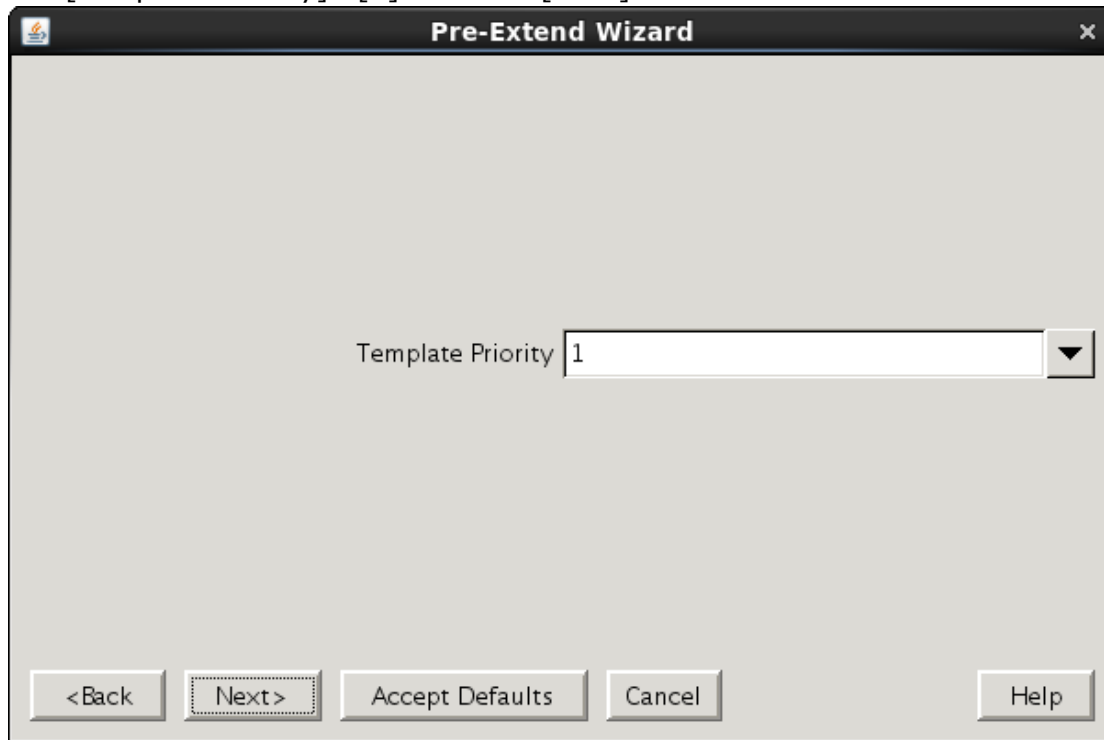 Pre-Extend Wizard
Template Priority 1
<Back Next> Accept Defaults Cancel Help